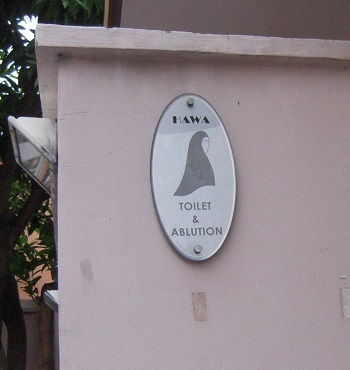 HAWA
TOILET
&
ABLUTION